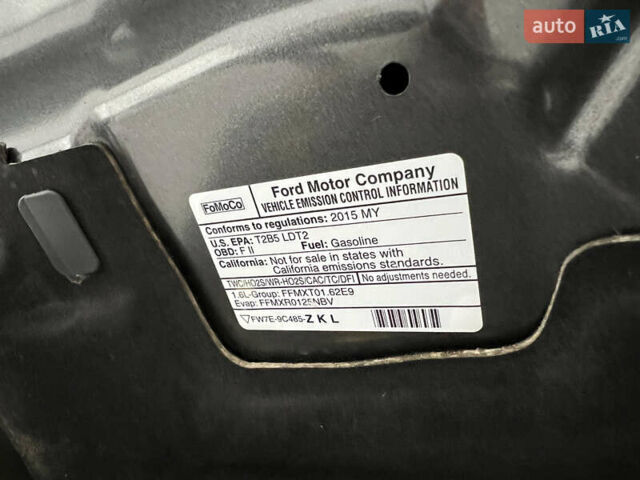 auto RIA .com
FoMoCo
Ford Motor Company
VEHICLE EMISSION CONTROL INFORMATION
Conforms to regulations: 2015 MY
U.S. EPA: T2B5 LDT2
OBD: F II Fuel: Gasoline
California: Not for sale in states with
California emissions standards.
TWC/HO2S/WR-HO2S/CAC/TC/DFI No adjustments needed.
1.6L-Group: FFMXT01.62E9
Evap: FFMXR0125NBV
FW7E-9C485-ZKL